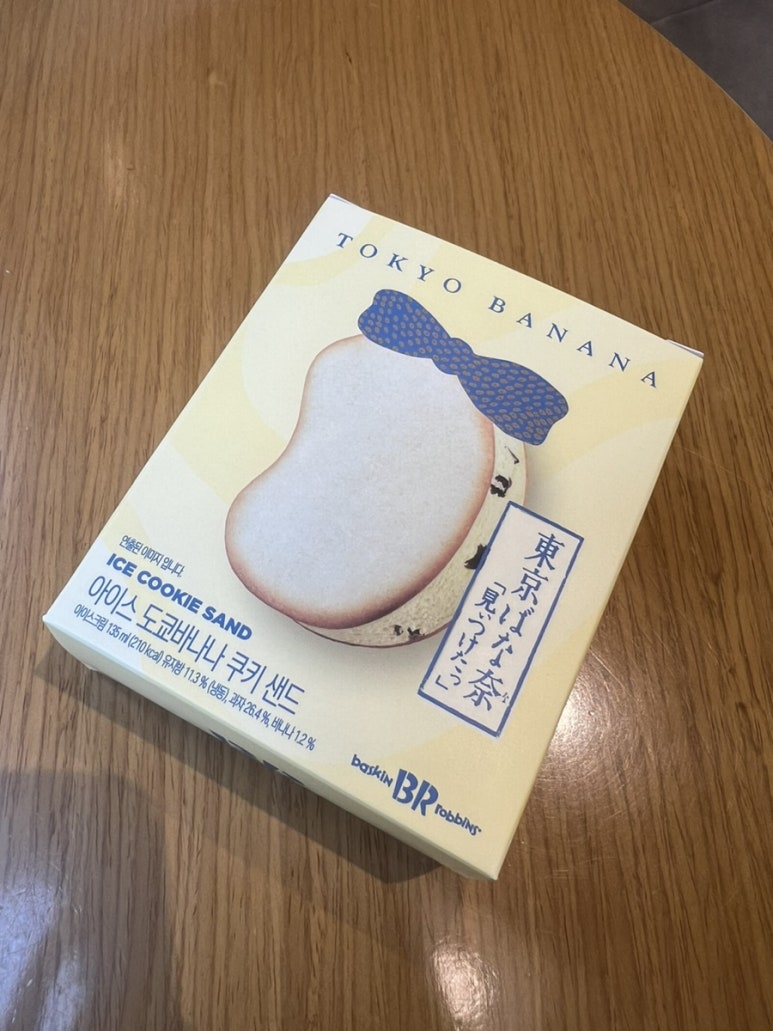 TOKYO BANANA
東京ばな奈
「見ぃつけたっ」
연출된 이미지 입니다.
ICE COOKIE SAND
아이스 도쿄바나나 쿠키 샌드
아이스크림 135 ml (210 kcal) 유지방 11.3 % (냉동), 과자 26.4 %, 바나나 1.2 %
baskin BR robbins